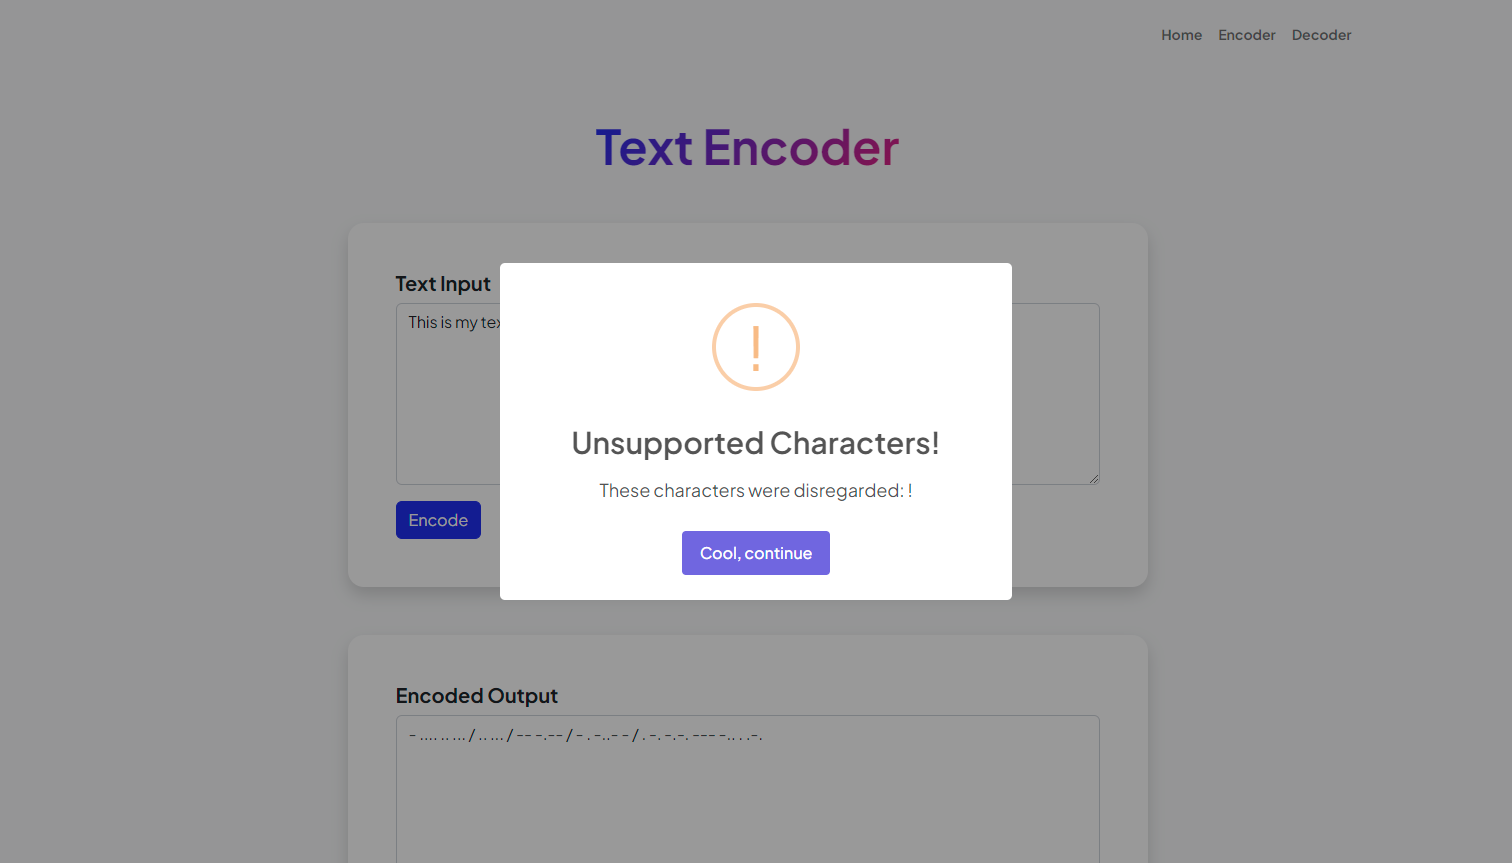 Home Encoder Decoder
Text Encoder
Text Input
This is my
!
Unsupported Characters!
These characters were disregarded: !
Cool, continue
Encode
Encoded Output
- .... .. ... / .. ... / -- -.-- / - . -..- - / . -. -.-. --- -.. . .-.